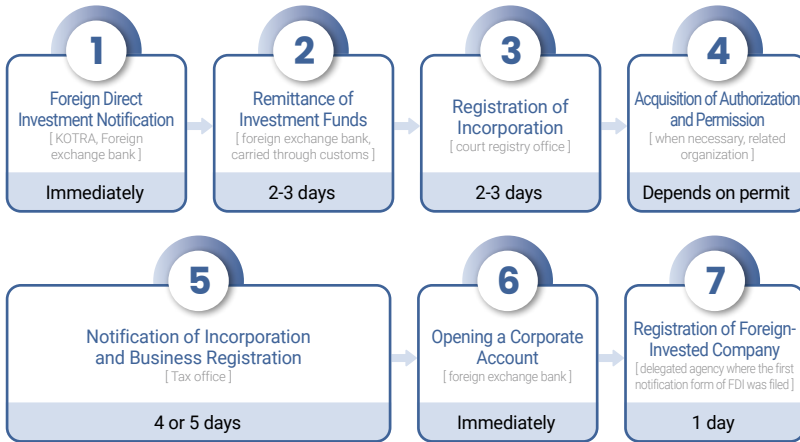 1
Foreign Direct
Investment Notification
[ KOTRA, Foreign
exchange bank ]
Immediately
2
Remittance of
Investment Funds
[ foreign exchange bank,
carried through customs ]
2-3 days
3
Registration of
Incorporation
[ court registry office ]
2-3 days
4
Acquisition of Authorization
and Permission
[ when necessary, related
organization ]
Depends on permit
5
Notification of Incorporation
and Business Registration
[ Tax office ]
4 or 5 days
6
Opening a Corporate
Account
[ foreign exchange bank ]
Immediately
7
Registration of Foreign-
Invested Company
[ delegated agency where the first
notification form of FDI was filed ]
1 day